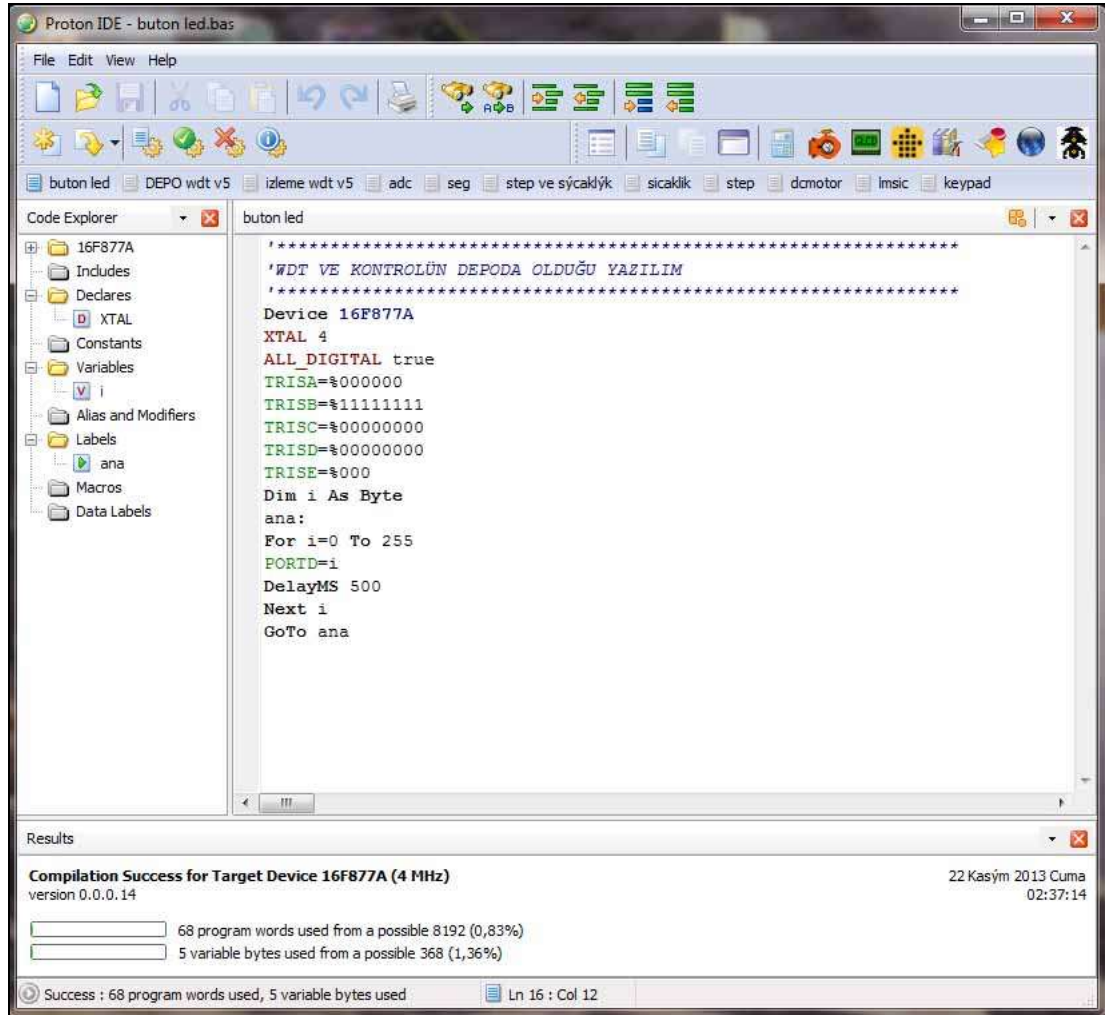 Proton IDE - buton led.bas
File Edit View Help
A B
GLCD
buton led DEPO wdt v5 izleme wdt v5 adc seg step ve sýcaklýk sicaklik step dcmotor lmsic keypad
Code Explorer
buton led
16F877A
Includes
Declares
D XTAL
Constants
Variables
V i
Alias and Modifiers
Labels
ana
Macros
Data Labels
'****************************************************************
'WDT VE KONTROLÜN DEPODA OLDUĞU YAZILIM
'****************************************************************
Device 16F877A
XTAL 4
ALL_DIGITAL true
TRISA=%000000
TRISB=%11111111
TRISC=%00000000
TRISD=%00000000
TRISE=%000
Dim i As Byte
ana:
For i=0 To 255
PORTD=i
DelayMS 500
Next i
GoTo ana
Results
Compilation Success for Target Device 16F877A (4 MHz)
22 Kasým 2013 Cuma
version 0.0.0.14
02:37:14
68 program words used from a possible 8192 (0,83%)
5 variable bytes used from a possible 368 (1,36%)
Success : 68 program words used, 5 variable bytes used
Ln 16 : Col 12